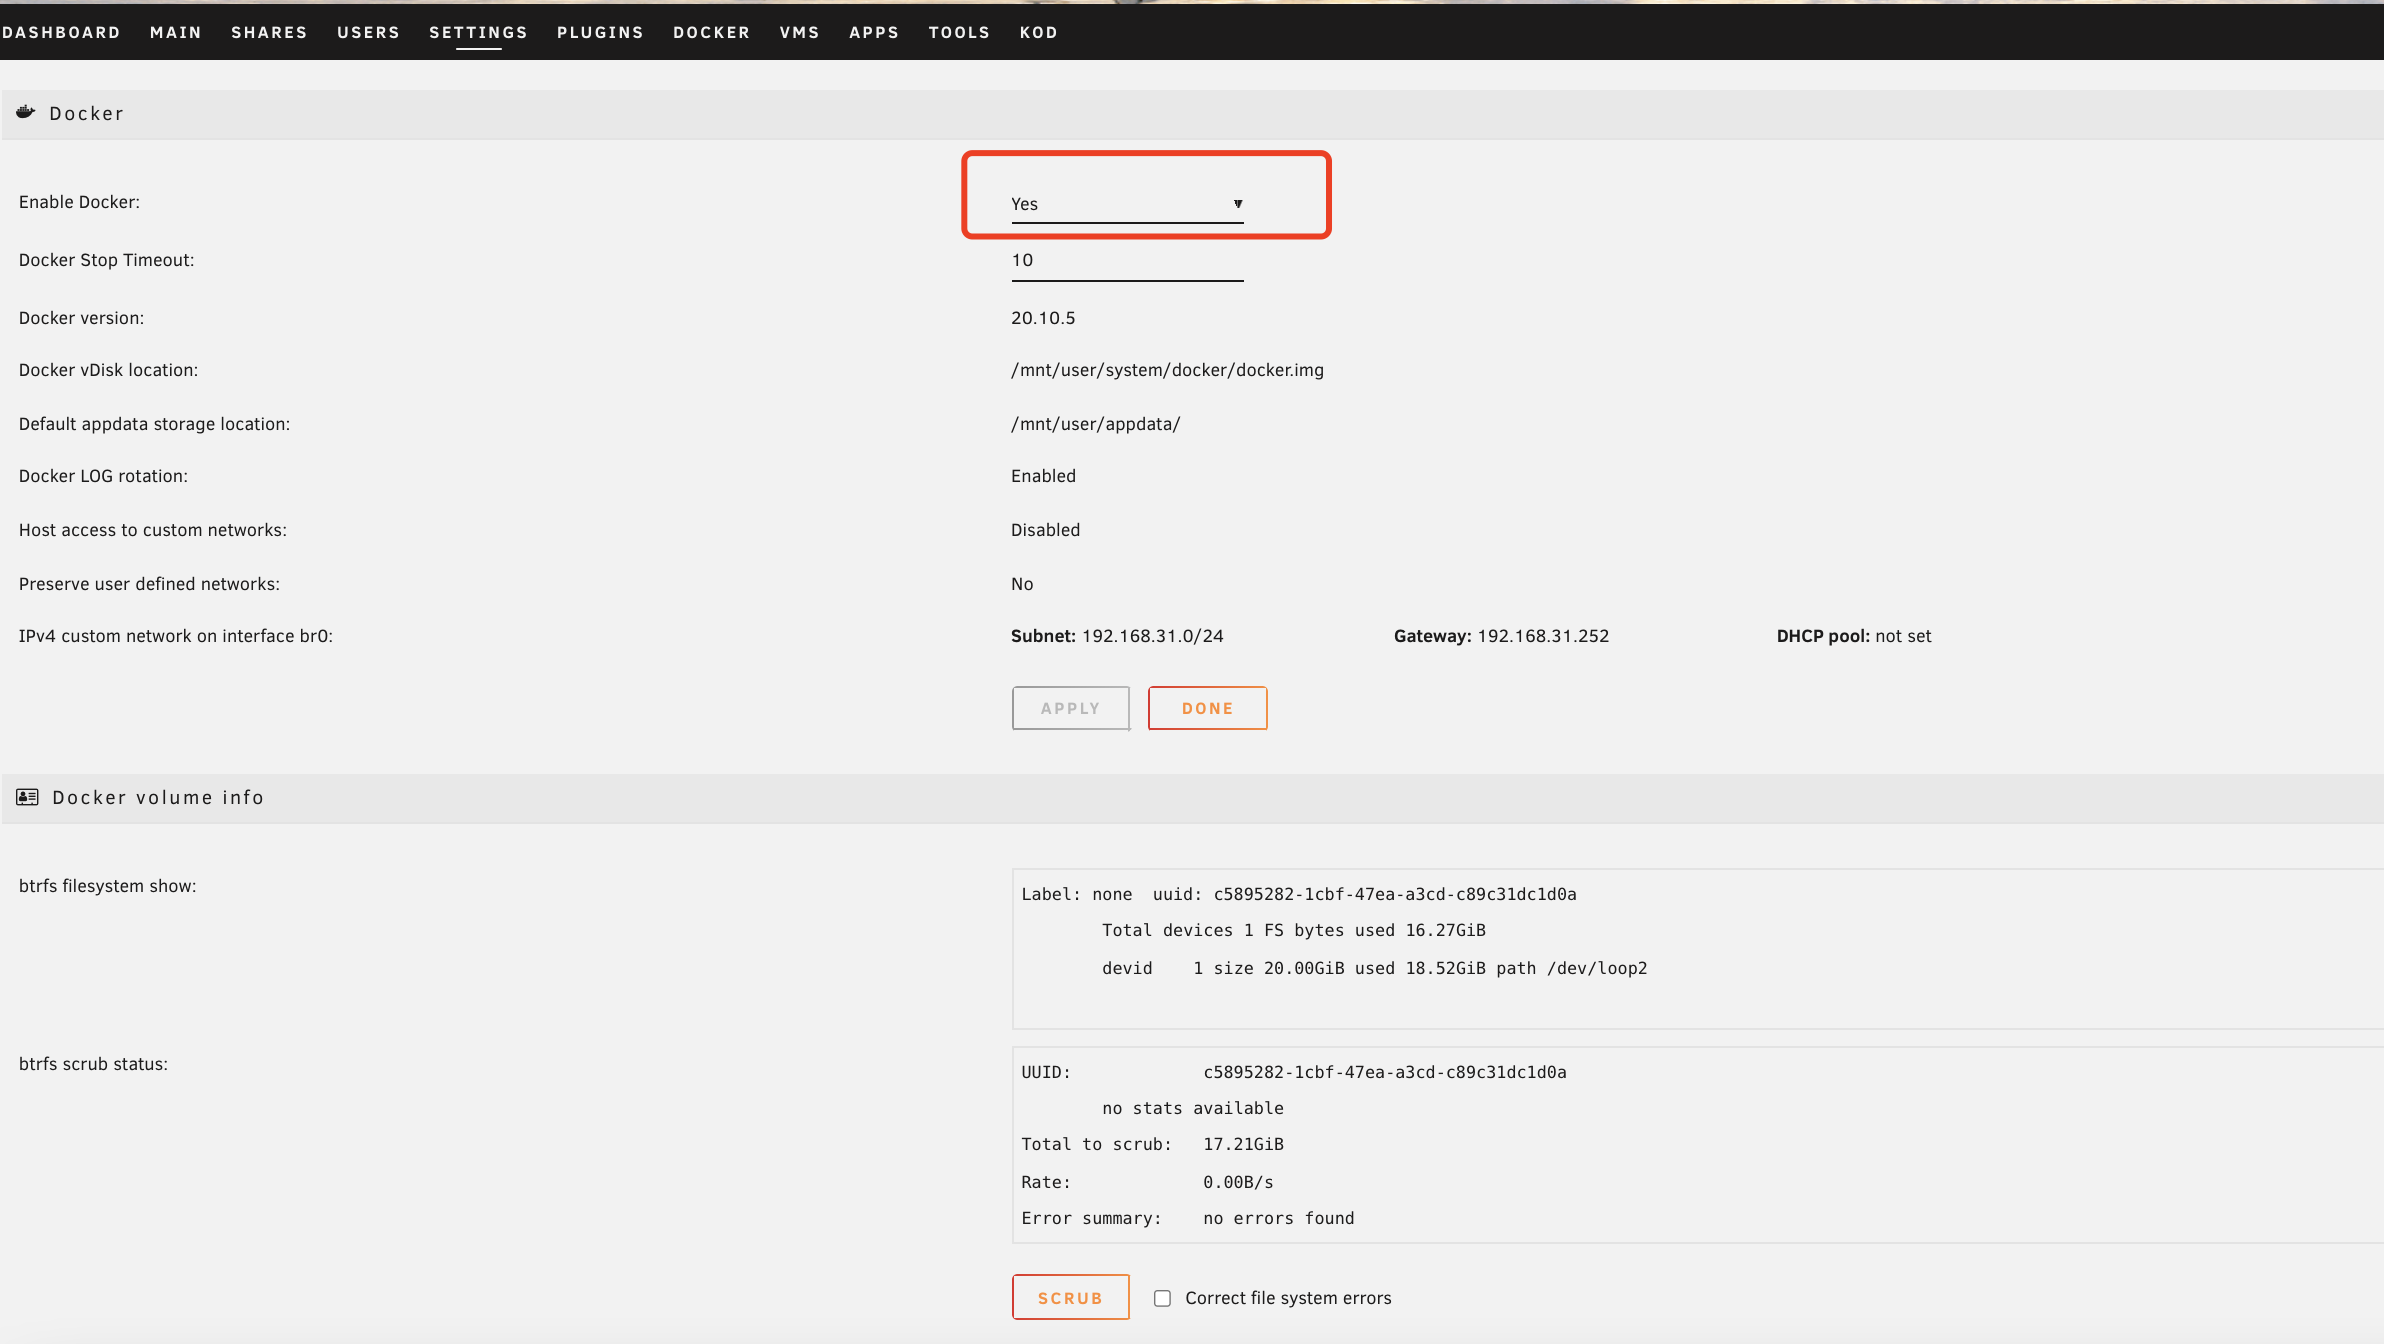 DASHBOARD MAIN SHARES USERS SETTINGS PLUGINS DOCKER VMS APPS TOOLS KOD
Docker
Enable Docker: Yes
Docker Stop Timeout: 10
Docker version: 20.10.5
Docker vDisk location: /mnt/user/system/docker/docker.img
Default appdata storage location: /mnt/user/appdata/
Docker LOG rotation: Enabled
Host access to custom networks: Disabled
Preserve user defined networks: No
IPv4 custom network on interface br0: Subnet: 192.168.31.0/24 Gateway: 192.168.31.252 DHCP pool: not set
APPLY DONE
Docker volume info
btrfs filesystem show: Label: none  uuid: c5895282-1cbf-47ea-a3cd-c89c31dc1d0a
Total devices 1 FS bytes used 16.27GiB
devid    1 size 20.00GiB used 18.52GiB path /dev/loop2
btrfs scrub status: UUID:             c5895282-1cbf-47ea-a3cd-c89c31dc1d0a
no stats available
Total to scrub:   17.21GiB
Rate:             0.00B/s
Error summary:    no errors found
SCRUB Correct file system errors